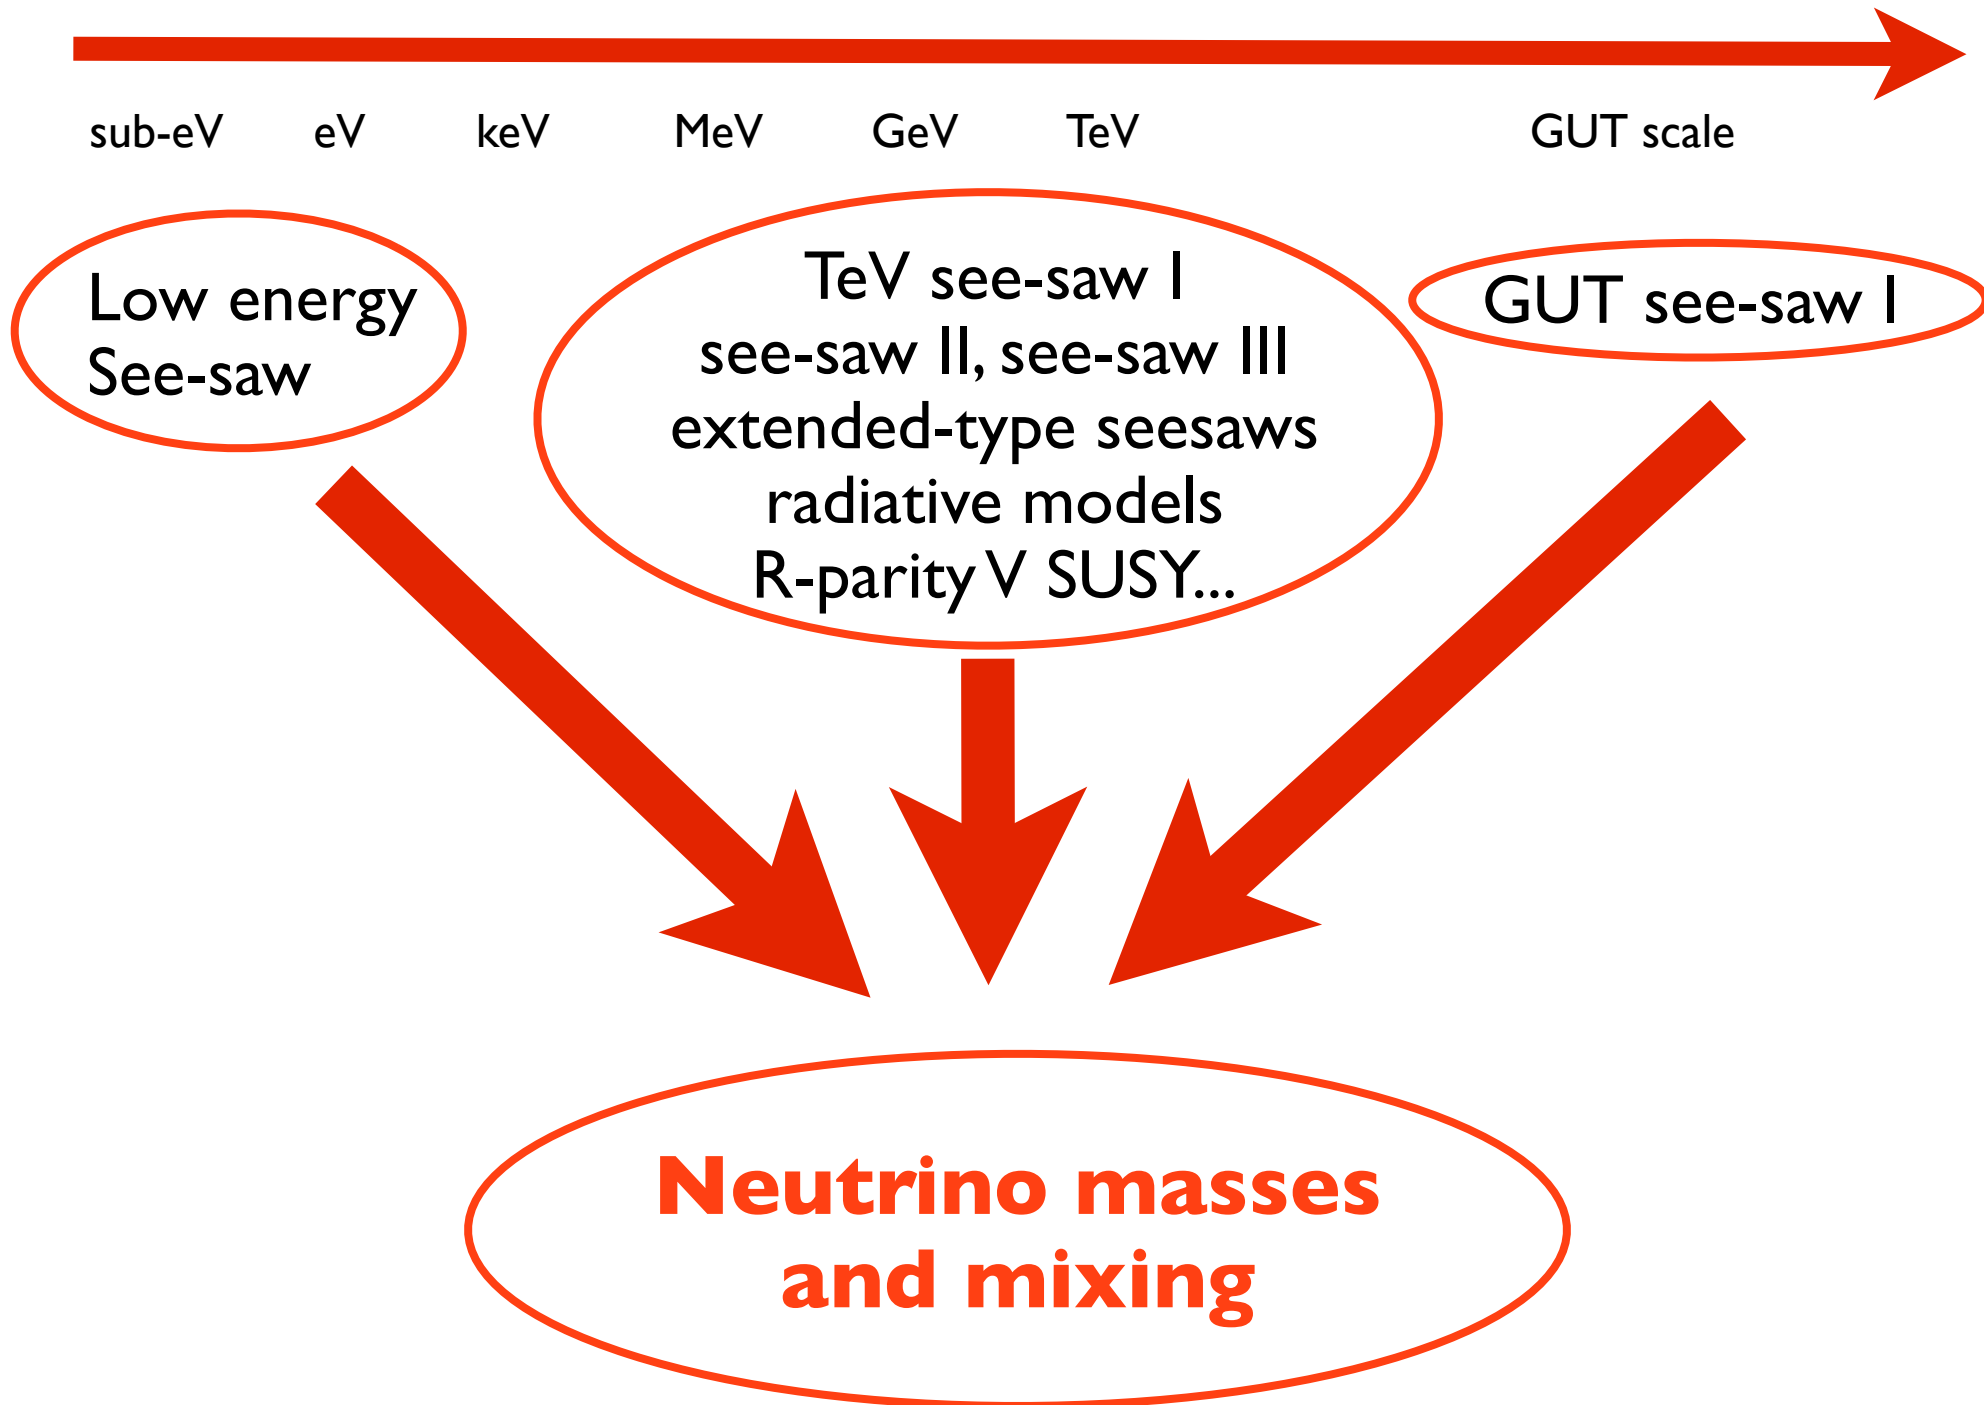 sub-eV eV keV MeV GeV TeV GUT scale
Low energy
See-saw
TeV see-saw I
see-saw II, see-saw III
extended-type seesaws
radiative models
R-parity V SUSY...
GUT see-saw I
Neutrino masses
and mixing